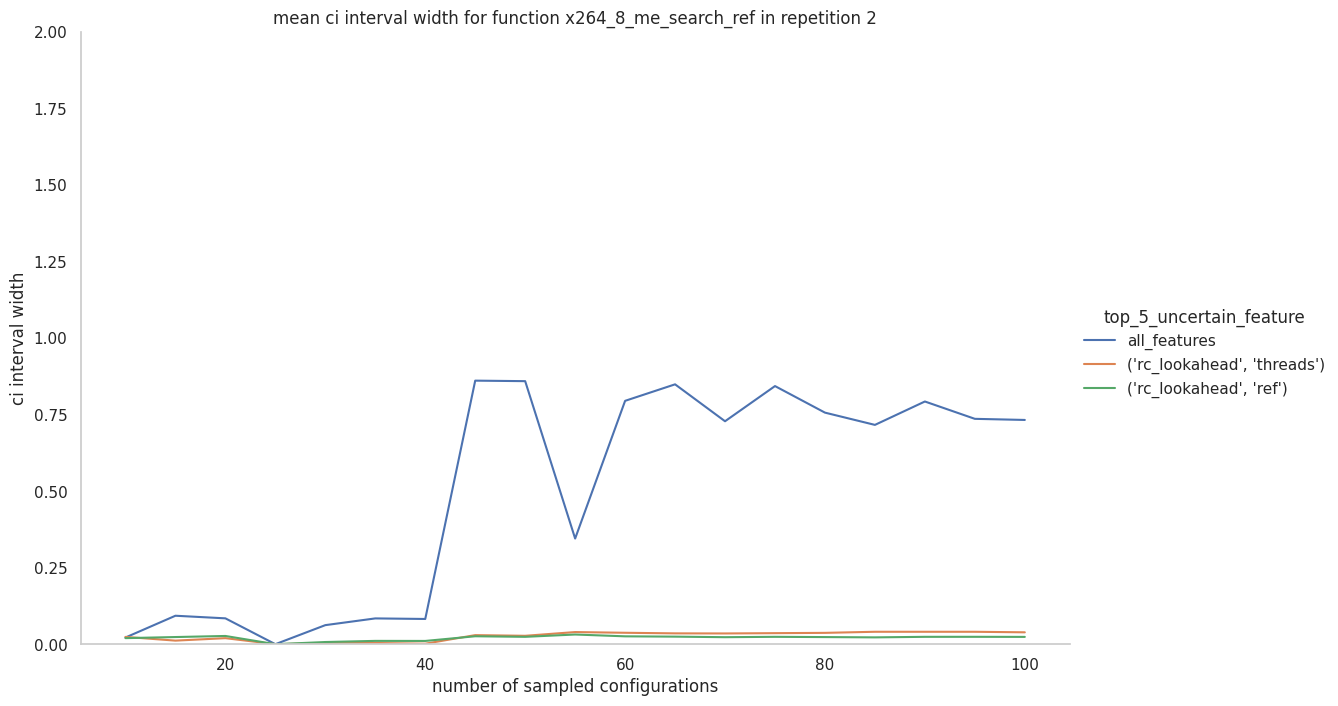 mean ci interval width for function x264_8_me_search_ref in repetition 2
2.00
1.75
1.50
1.25
1.00
0.75
0.50
0.25
0.00
ci interval width
20
40
60
80
100
number of sampled configurations
top_5_uncertain_feature
all_features
('rc_lookahead', 'threads')
('rc_lookahead', 'ref')